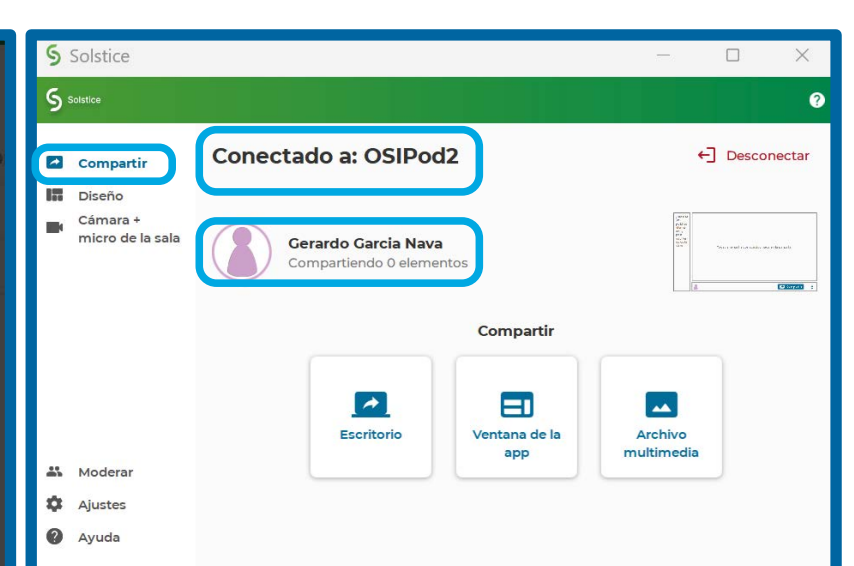 Solstice
Solstice
Conectado a: OSIPod2
Desconectar
Compartir
Diseño
Cámara +
micro de la sala
Gerardo Garcia Nava
Compartiendo 0 elementos
Compartir
Escritorio
Ventana de la
app
Archivo
multimedia
Moderar
Ajustes
Ayuda